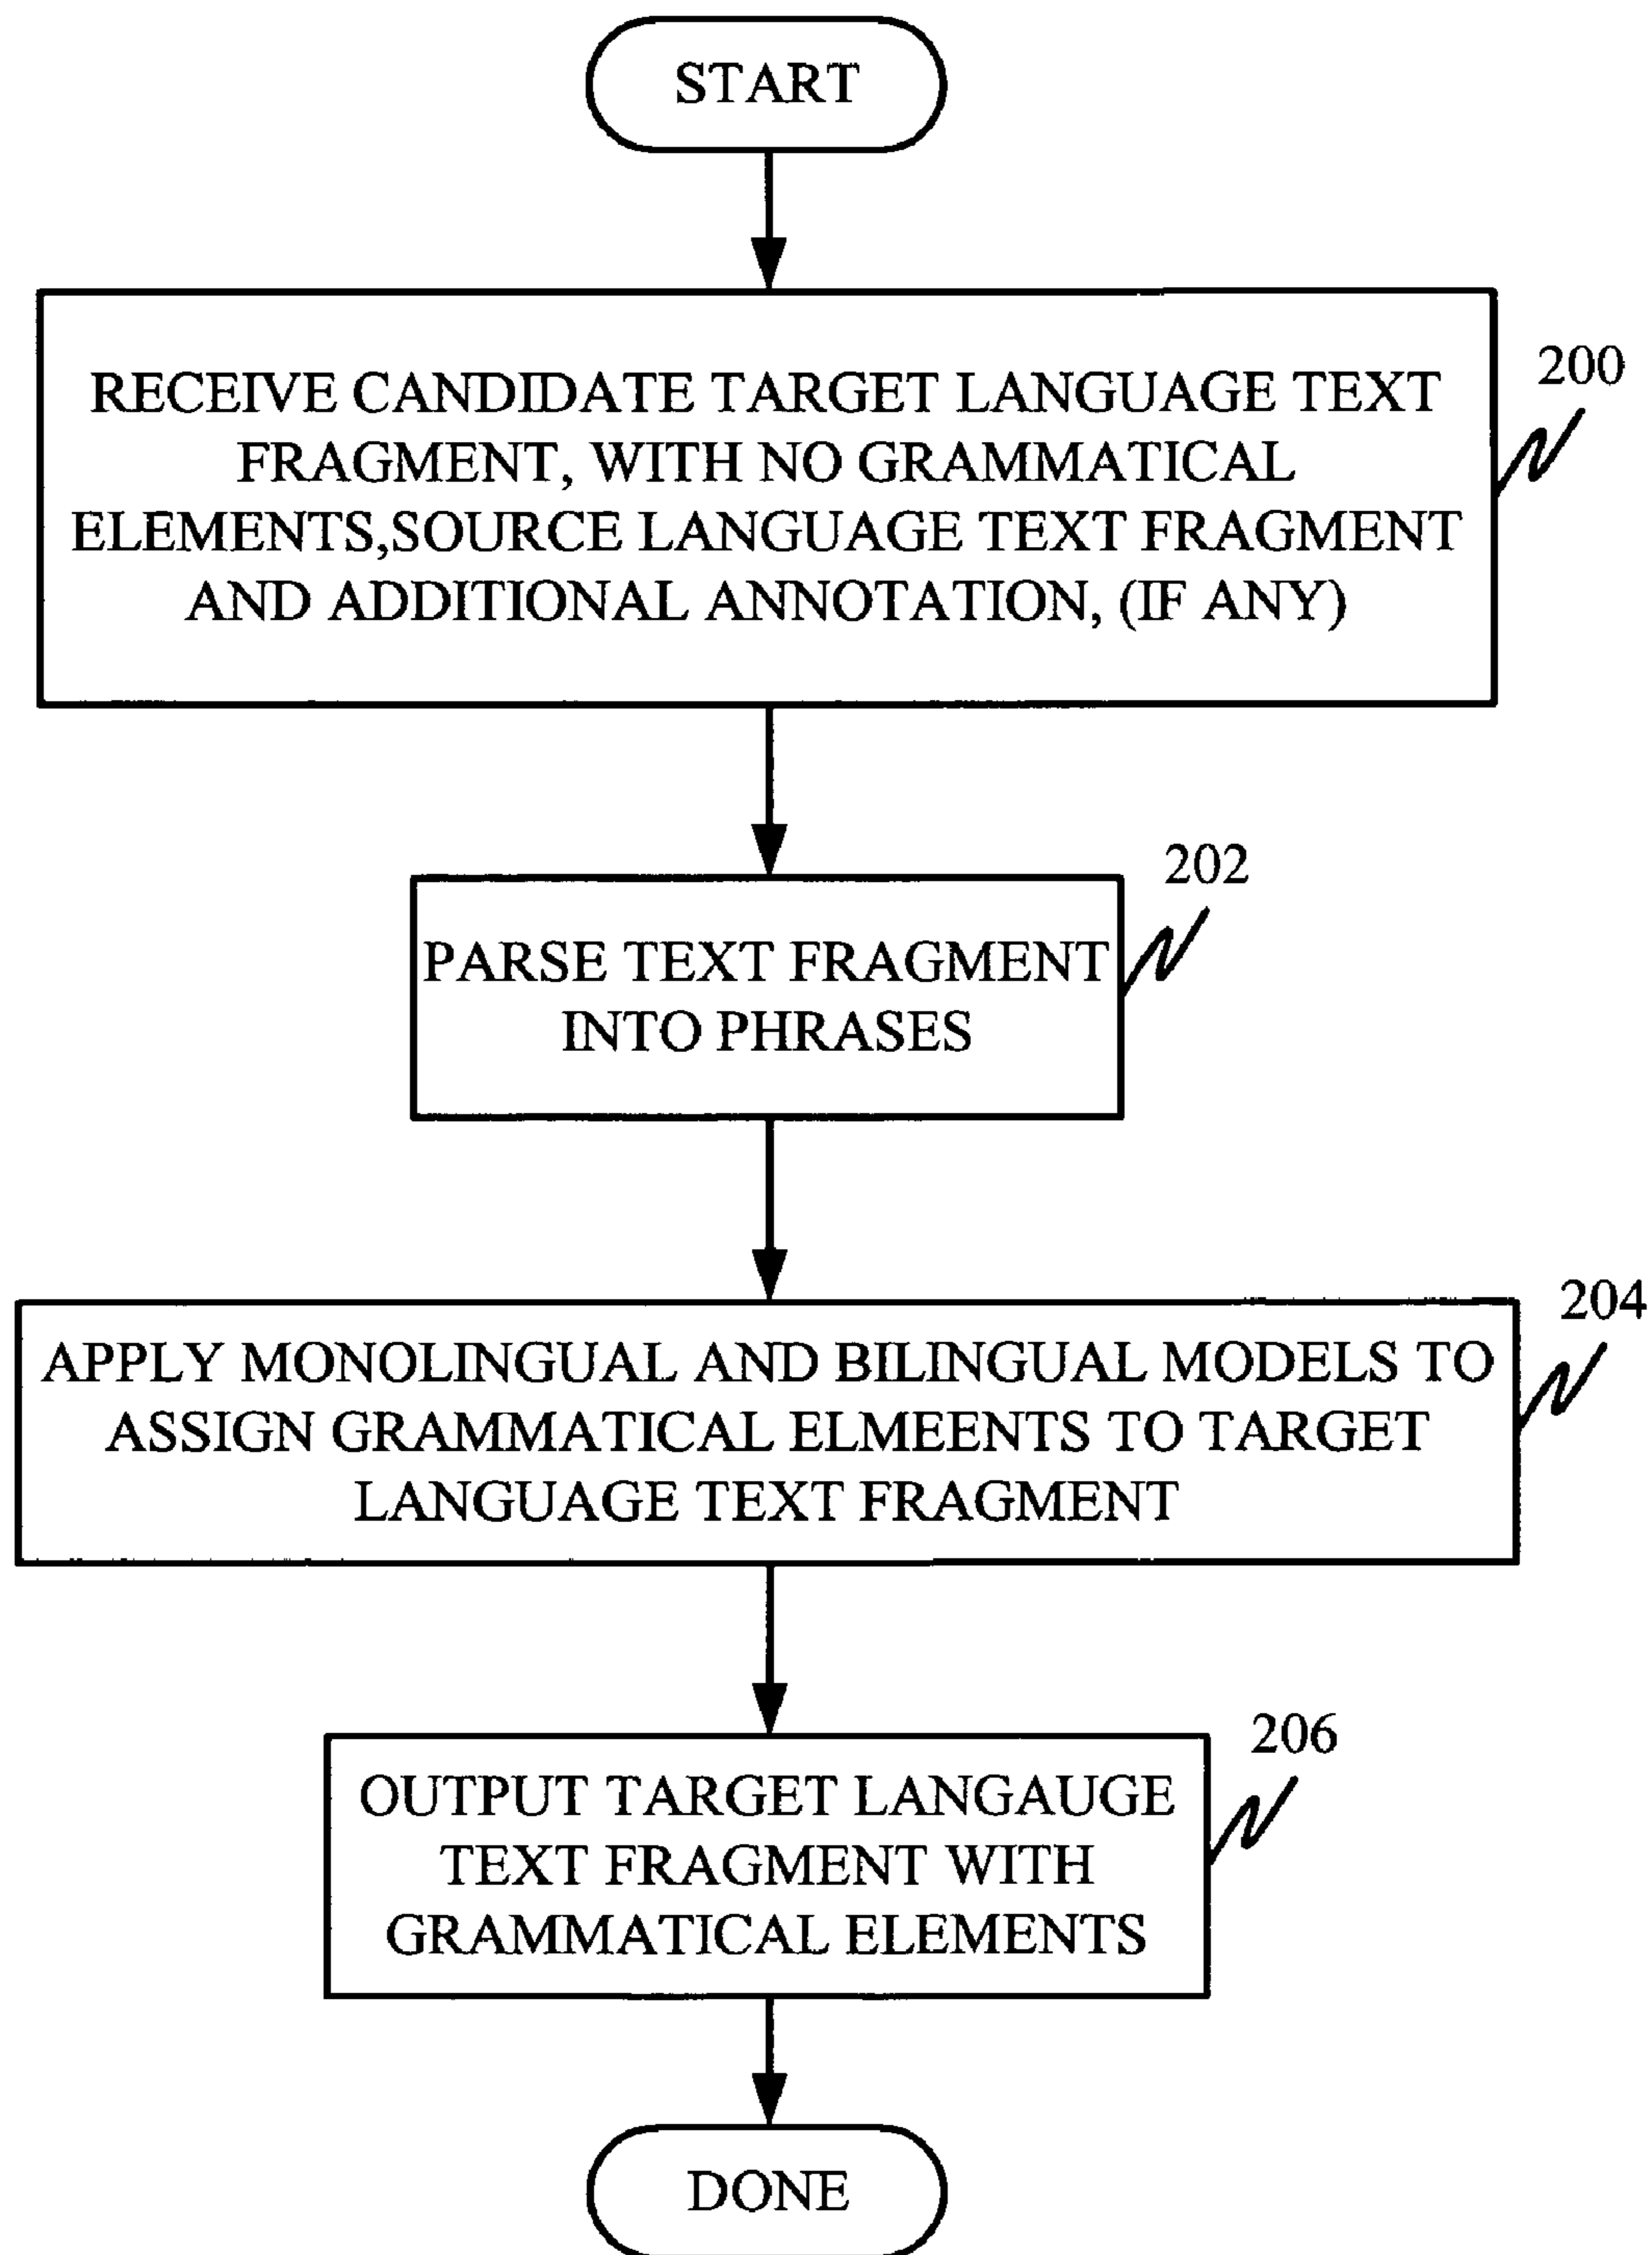 START
200
RECEIVE CANDIDATE TARGET LANGUAGE TEXT
FRAGMENT, WITH NO GRAMMATICAL
ELEMENTS,SOURCE LANGUAGE TEXT FRAGMENT
AND ADDITIONAL ANNOTATION, (IF ANY)
202
PARSE TEXT FRAGMENT
INTO PHRASES
204
APPLY MONOLINGUAL AND BILINGUAL MODELS TO
ASSIGN GRAMMATICAL ELMEENTS TO TARGET
LANGUAGE TEXT FRAGMENT
206
OUTPUT TARGET LANGAUGE
TEXT FRAGMENT WITH
GRAMMATICAL ELEMENTS
DONE